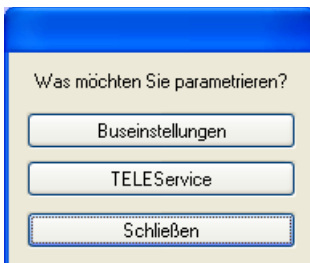 Was möchten Sie parametrieren?
Buseinstellungen
TELEService
Schließen